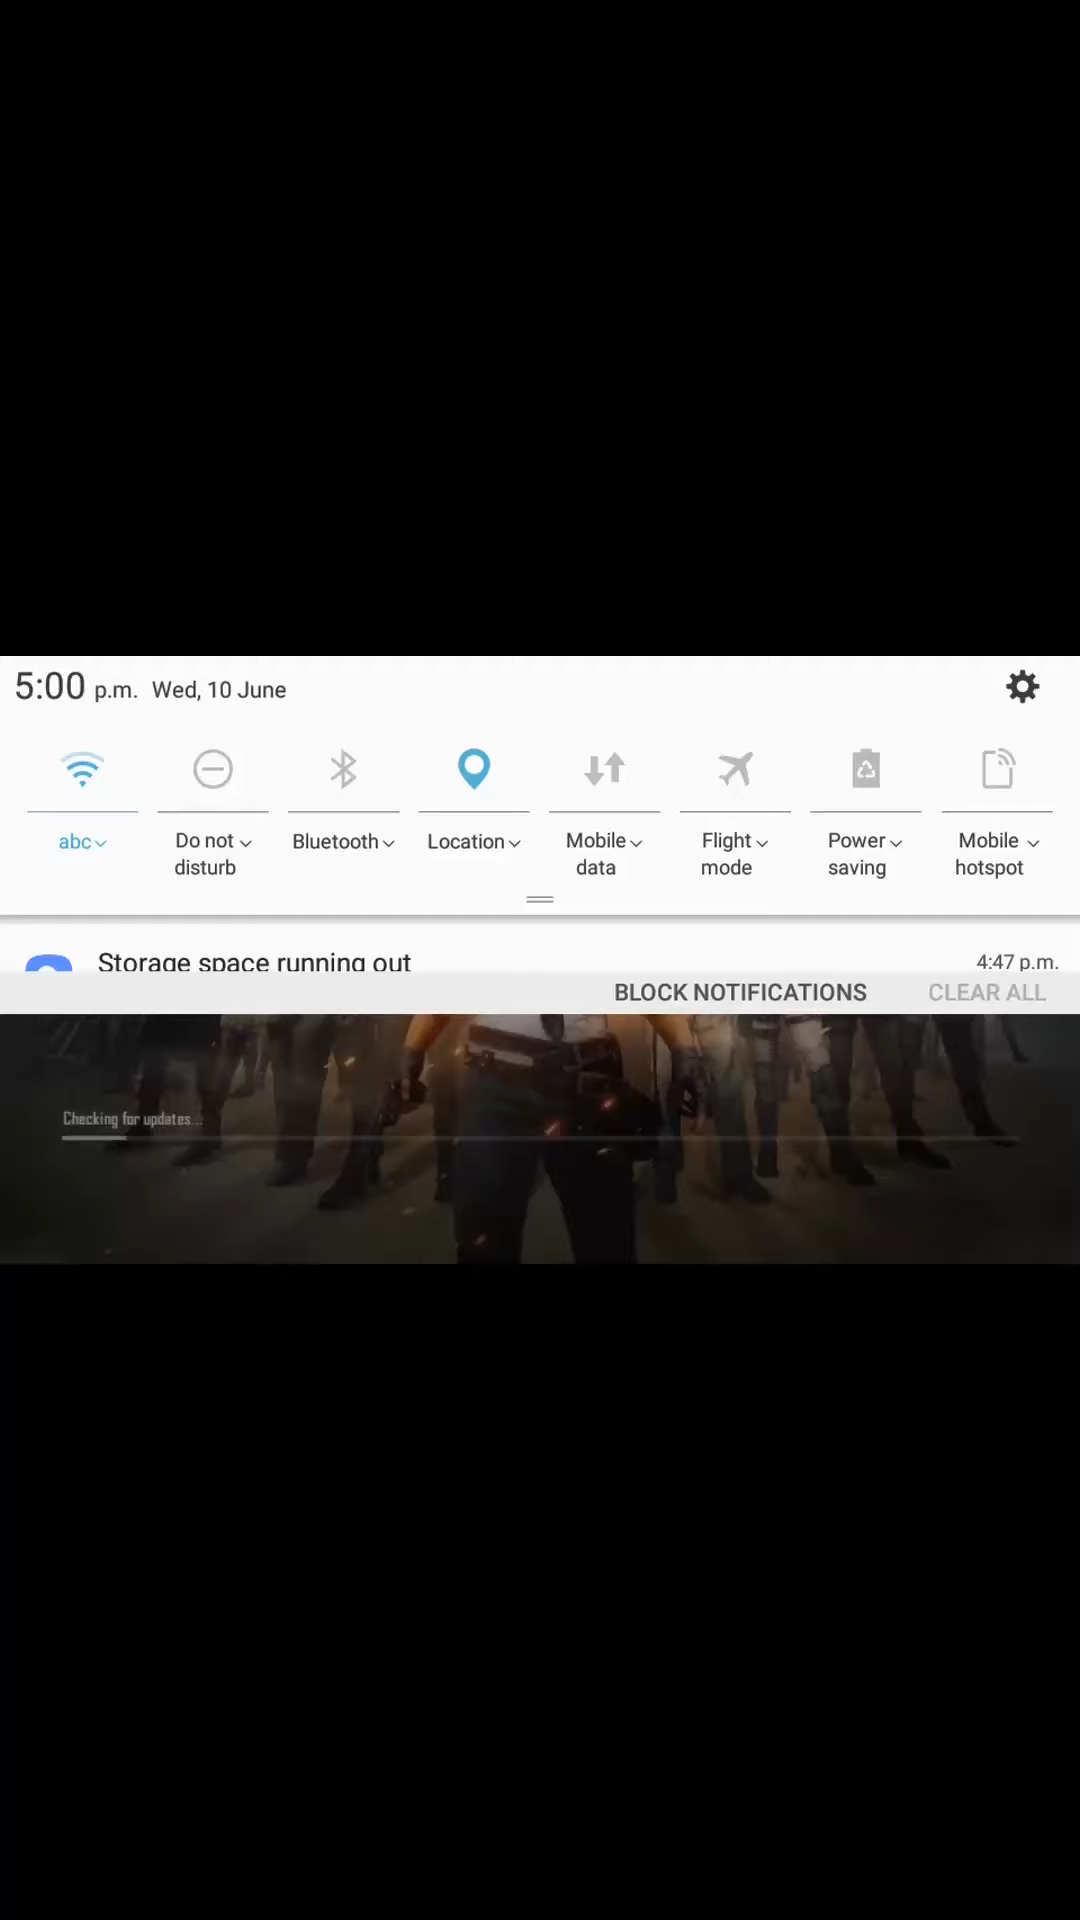 5:00 p.m. Wed, 10 June
abc
Do not disturb
Bluetooth
Location
Mobile data
Flight mode
Power saving
Mobile hotspot
Storage space running out 4:47 p.m.
BLOCK NOTIFICATIONS CLEAR ALL
Checking for updates...